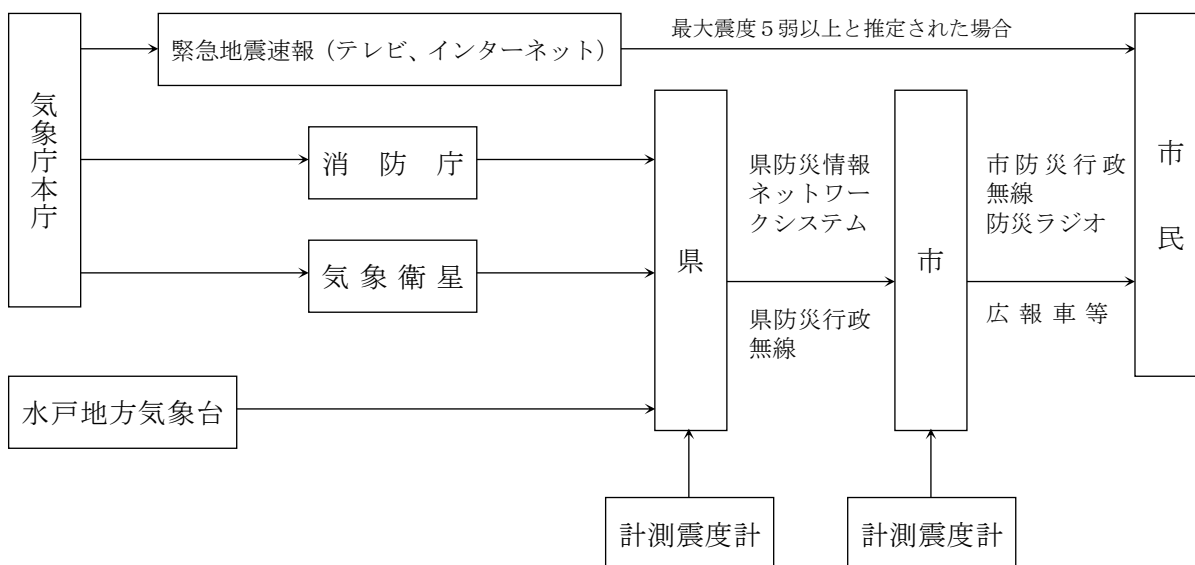 緊急地震速報（テレビ、インターネット）
最大震度５弱以上と推定された場合
気象庁本庁
消防庁
気象衛星
水戸地方気象台
県
県防災情報
ネットワー
クシステム
県防災行政
無線
市
市防災行政
無線
防災ラジオ
広報車等
市民
計測震度計
計測震度計